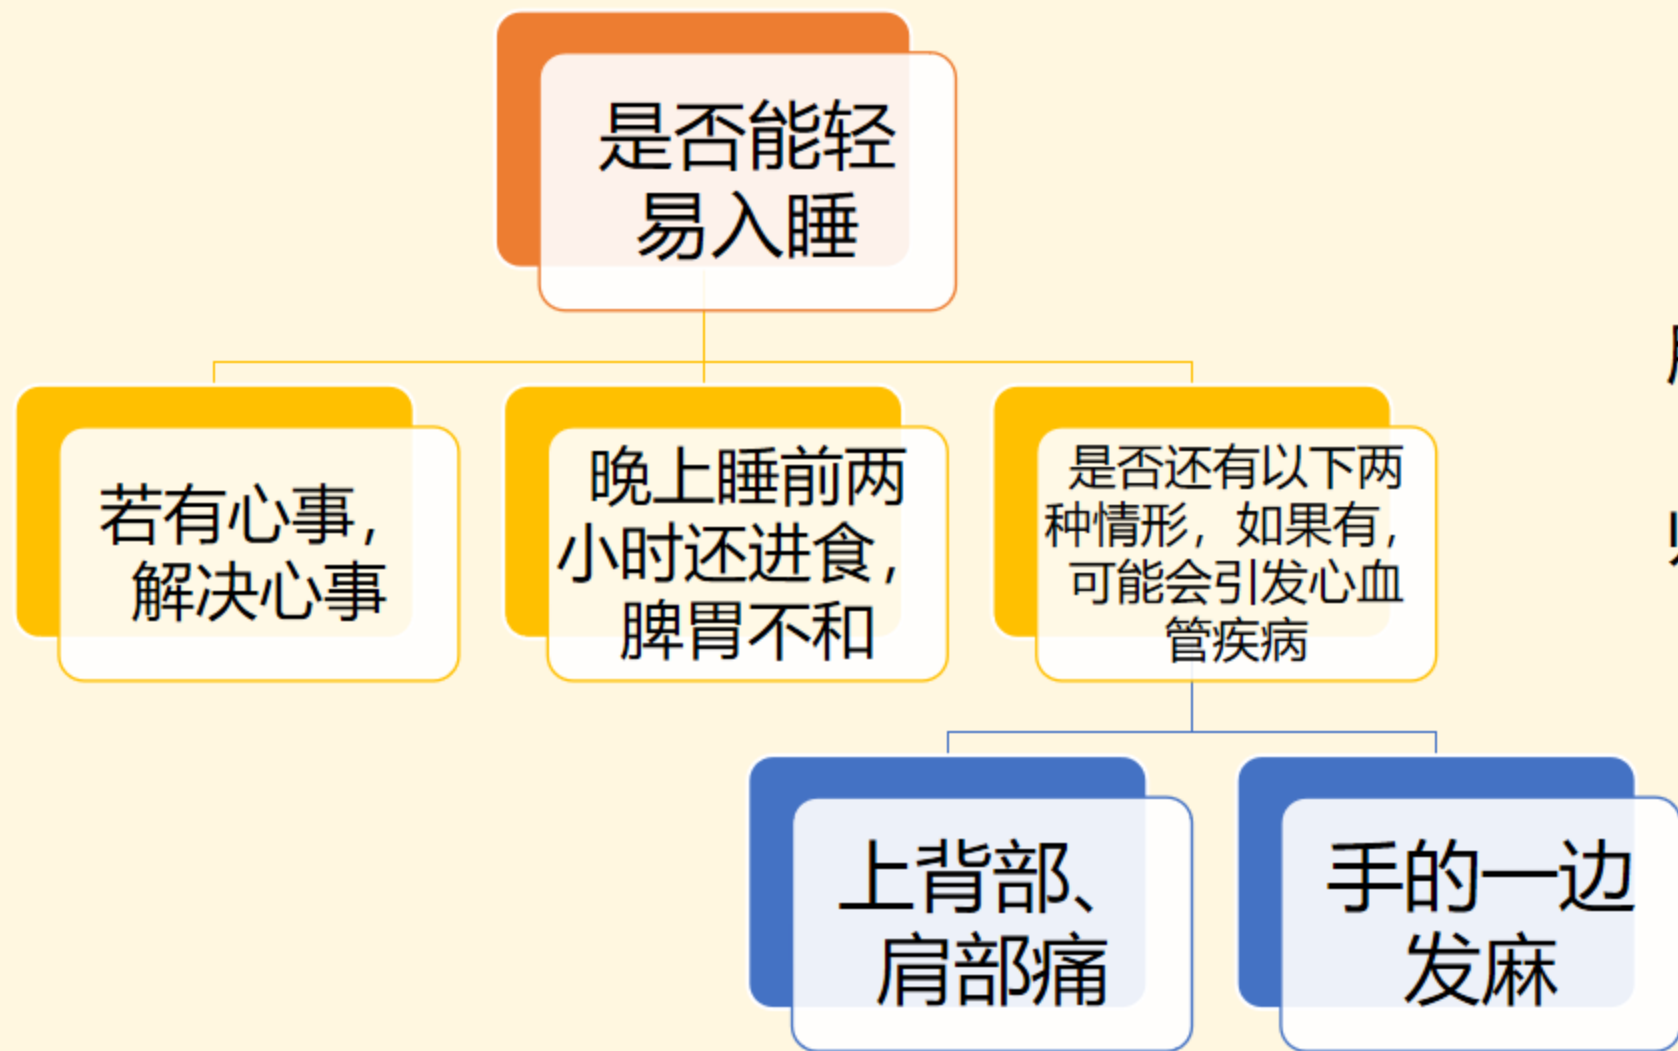 是否能轻
易入睡
若有心事，
解决心事
晚上睡前两
小时还进食，
脾胃不和
是否还有以下两
种情形，如果有，
可能会引发心血
管疾病
上背部、
肩部痛
手的一边
发麻